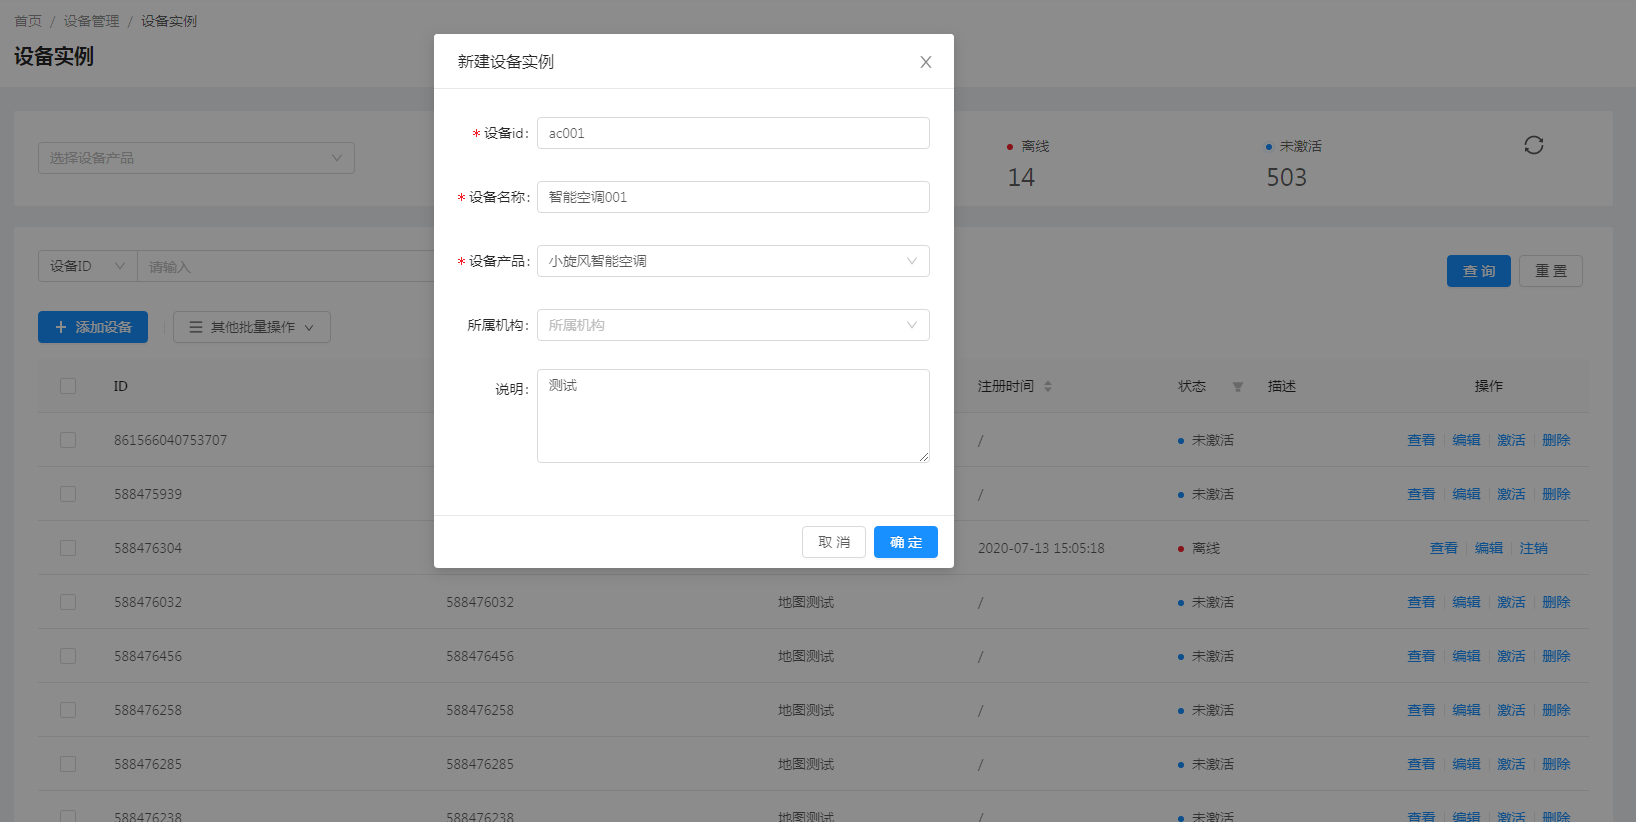 首页 / 设备管理 / 设备实例
设备实例
选择设备产品
离线
14
未激活
503
设备ID
请输入
查询
重置
+ 添加设备
其他批量操作
ID
注册时间
状态
描述
操作
861566040753707 / 未激活 查看 编辑 激活 删除
588475939 / 未激活 查看 编辑 激活 删除
588476304 2020-07-13 15:05:18 离线 查看 编辑 注销
588476032 588476032 地图测试 / 未激活 查看 编辑 激活 删除
588476456 588476456 地图测试 / 未激活 查看 编辑 激活 删除
588476258 588476258 地图测试 / 未激活 查看 编辑 激活 删除
588476285 588476285 地图测试 / 未激活 查看 编辑 激活 删除
588476238 588476238 地图测试 / 未激活 查看 编辑 激活 删除
新建设备实例
* 设备id: ac001
* 设备名称: 智能空调001
* 设备产品: 小旋风智能空调
所属机构: 所属机构
说明: 测试
取消
确定